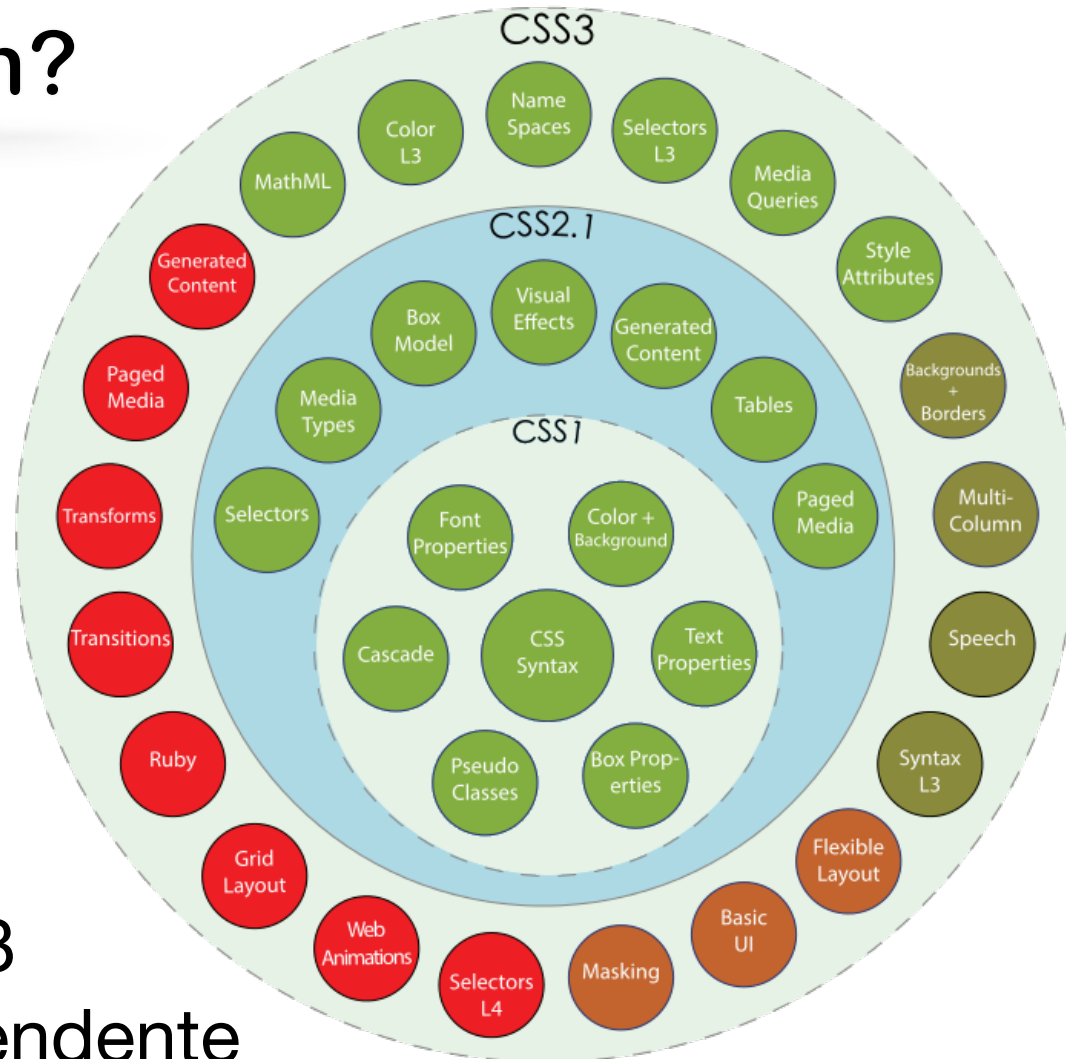 n?
CSS3
Name
Spaces
Color
L3
Selectors
L3
MathML
Media
Queries
Generated
Content
Style
Attributes
Paged
Media
Backgrounds
+
Borders
Transforms
Multi-
Column
Transitions
Speech
Ruby
Syntax
L3
Grid
Layout
Flexible
Layout
Web
Animations
Basic
UI
Selectors
L4
Masking
CSS2.1
Visual
Effects
Box
Model
Generated
Content
Media
Types
Tables
Selectors
Paged
Media
CSS1
Font
Properties
Color +
Background
Cascade
CSS
Syntax
Text
Properties
Pseudo
Classes
Box Prop-
erties
3
endente